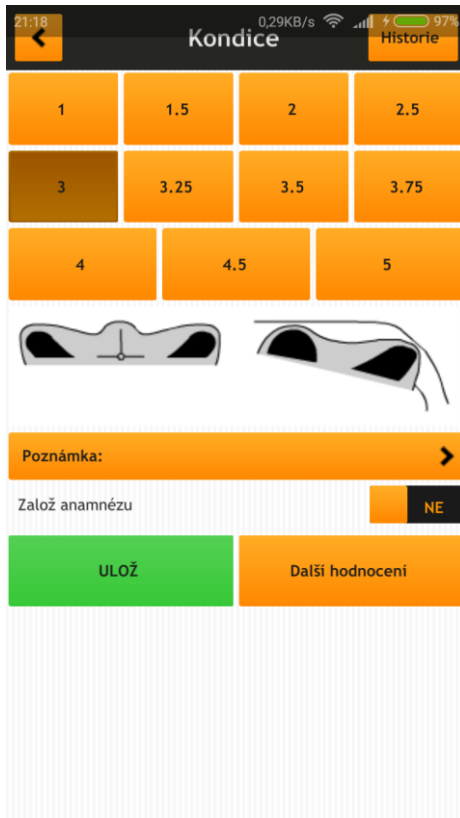 21:18 0,29KB/s 97%
Kondice Historie
1 1.5 2 2.5
3 3.25 3.5 3.75
4 4.5 5
Poznámka:
Založ anamnézu NE
ULOŽ Další hodnocení